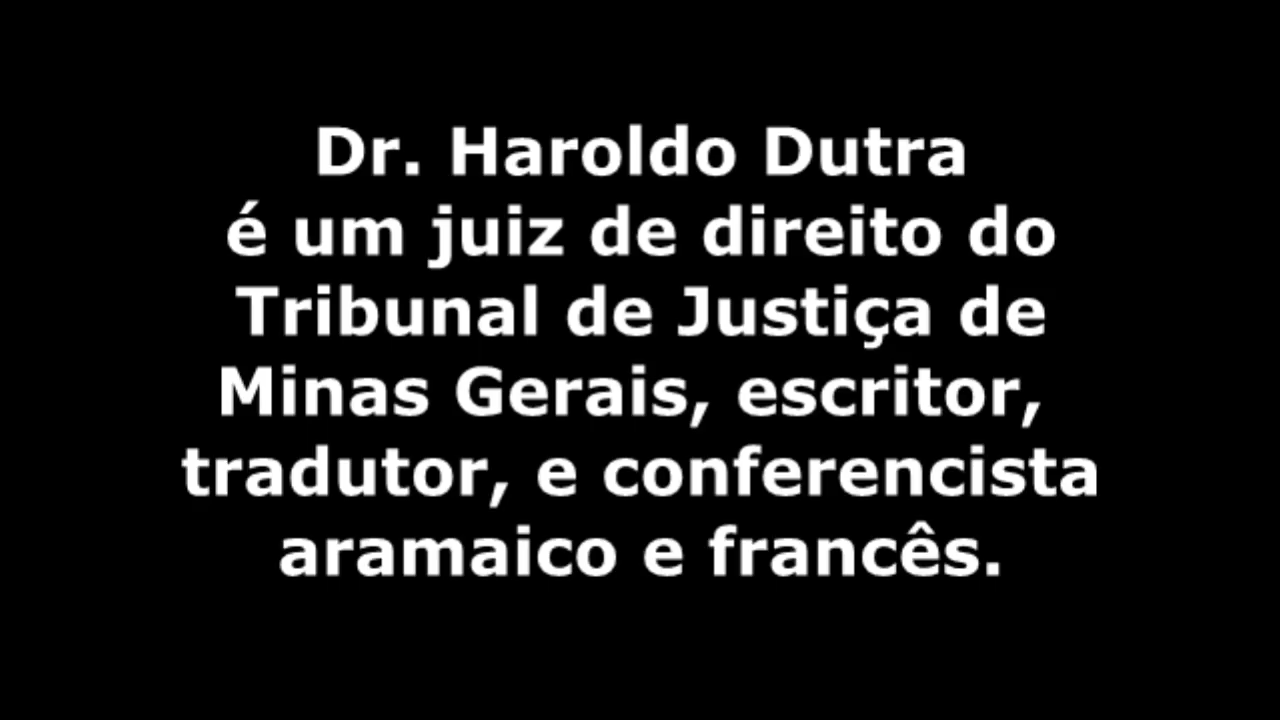 Dr. Haroldo Dutra
é um juiz de direito do
Tribunal de Justiça de
Minas Gerais, escritor,
tradutor, e conferencista
aramaico e francês.